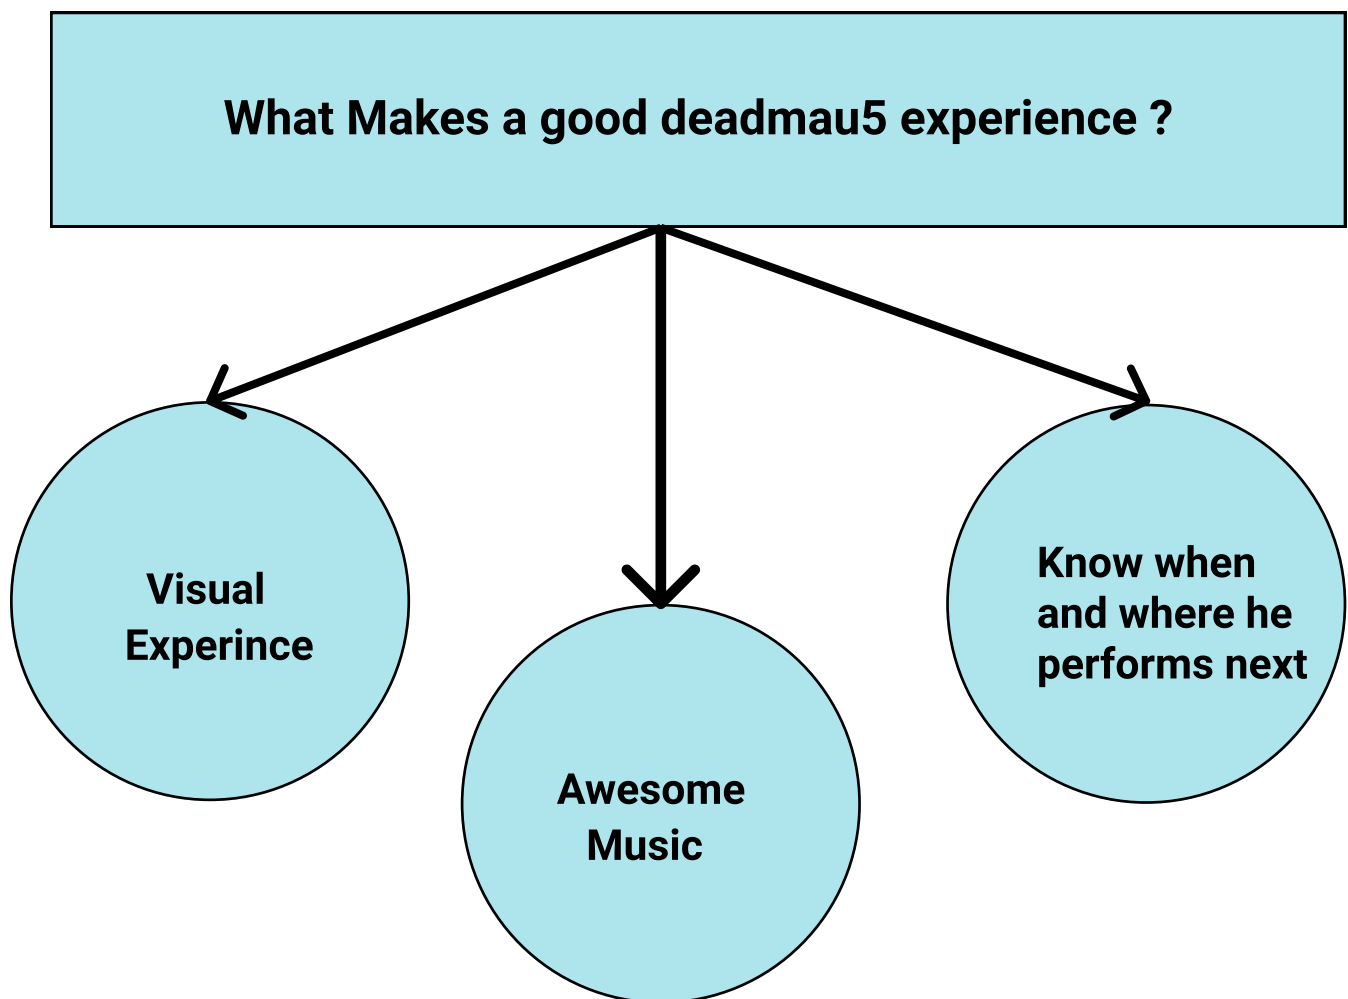 What Makes a good deadmau5 experience ?
Visual
Experince
Awesome
Music
Know when
and where he
performs next